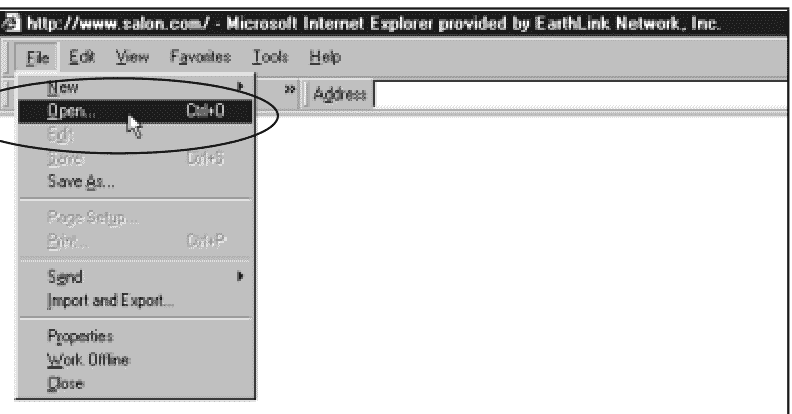 http://www.salon.com/ - Microsoft Internet Explorer provided by EarthLink Network, Inc.
File Edit View Favorites Tools Help
New
» Address
Open... Ctrl+O
Edit
Save Ctrl+S
Save As...
Page Setup...
Print... Ctrl+P
Send
Import and Export...
Properties
Work Offline
Close